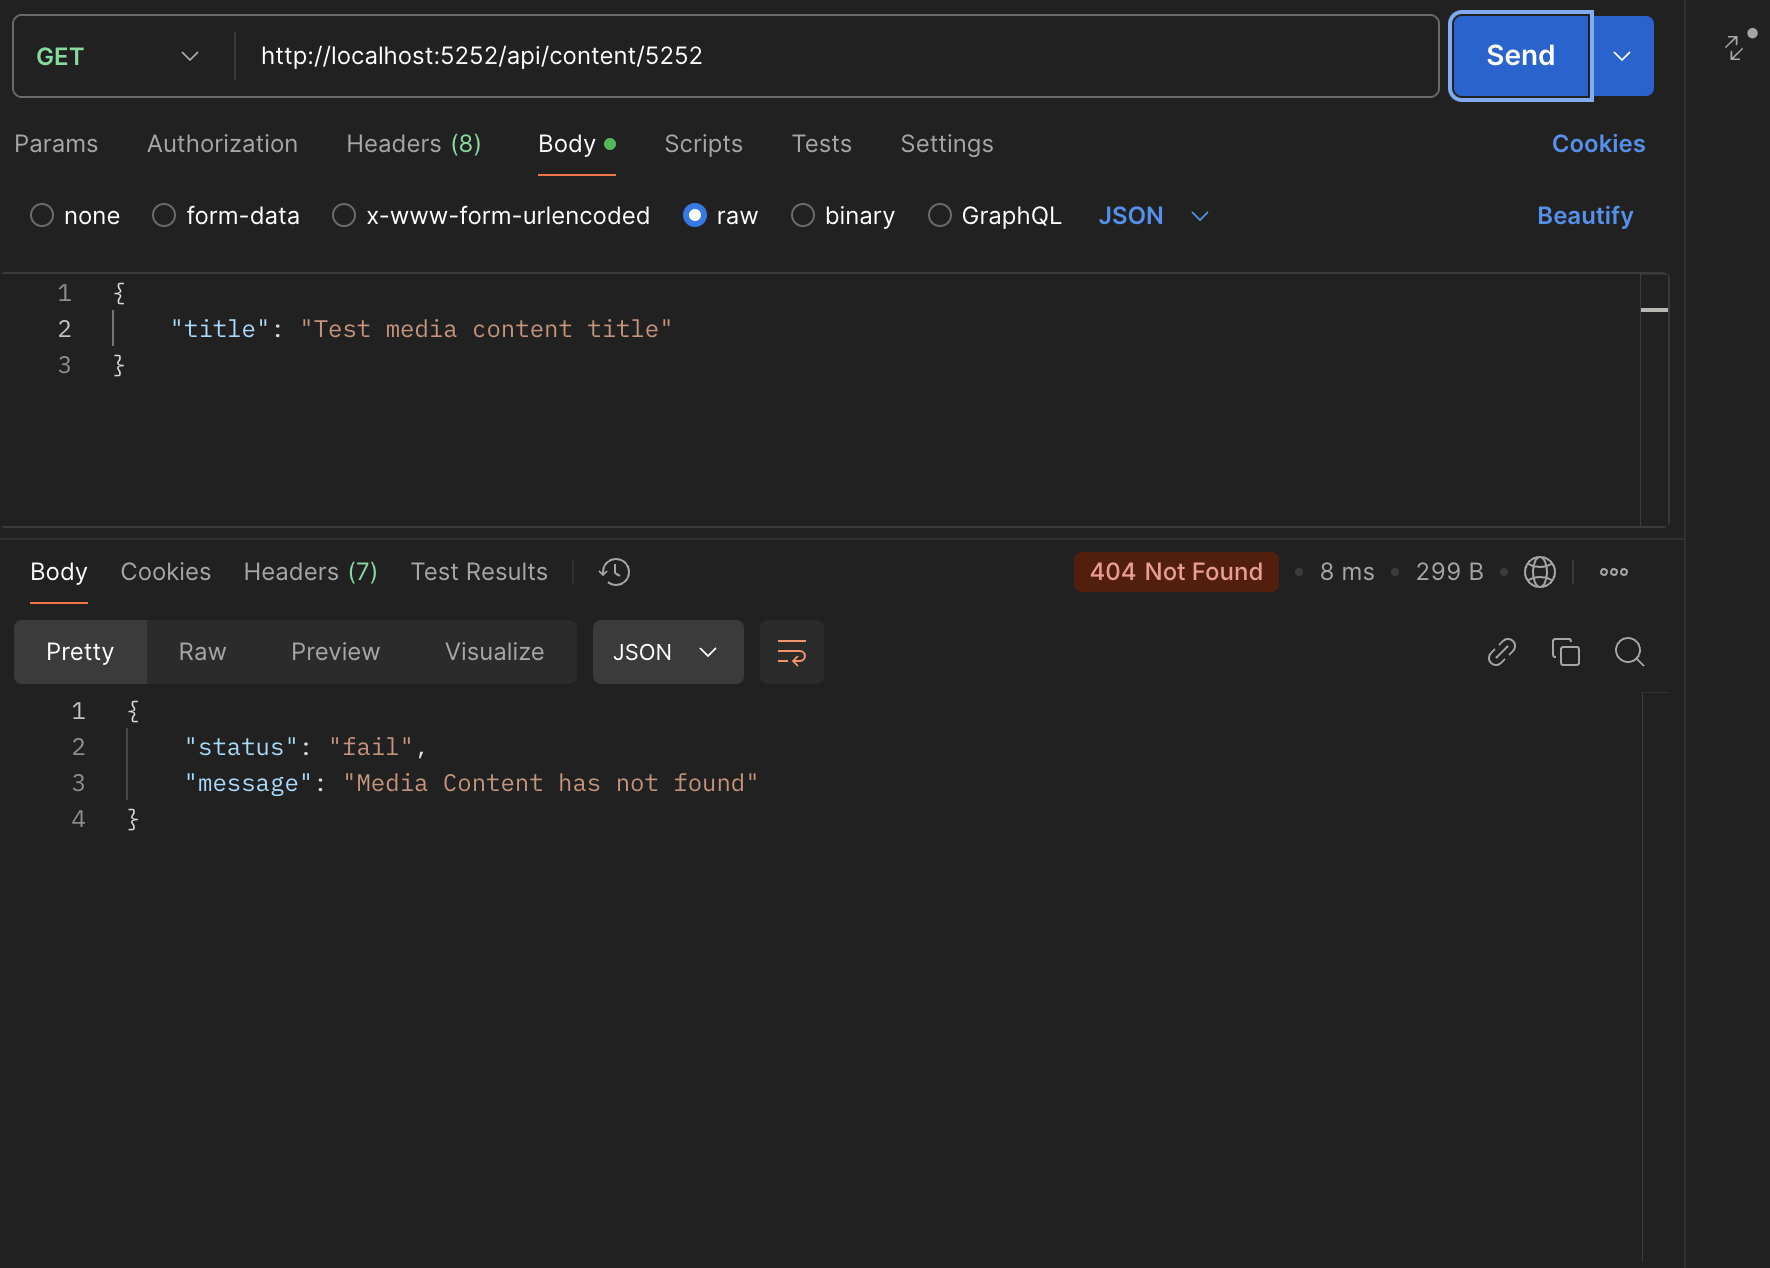 GET http://localhost:5252/api/content/5252 Send
Params Authorization Headers (8) Body Scripts Tests Settings Cookies
none form-data x-www-form-urlencoded raw binary GraphQL JSON Beautify
1 {
2 "title": "Test media content title"
3 }
Body Cookies Headers (7) Test Results 404 Not Found 8 ms 299 B
Pretty Raw Preview Visualize JSON
1 {
2 "status": "fail",
3 "message": "Media Content has not found"
4 }